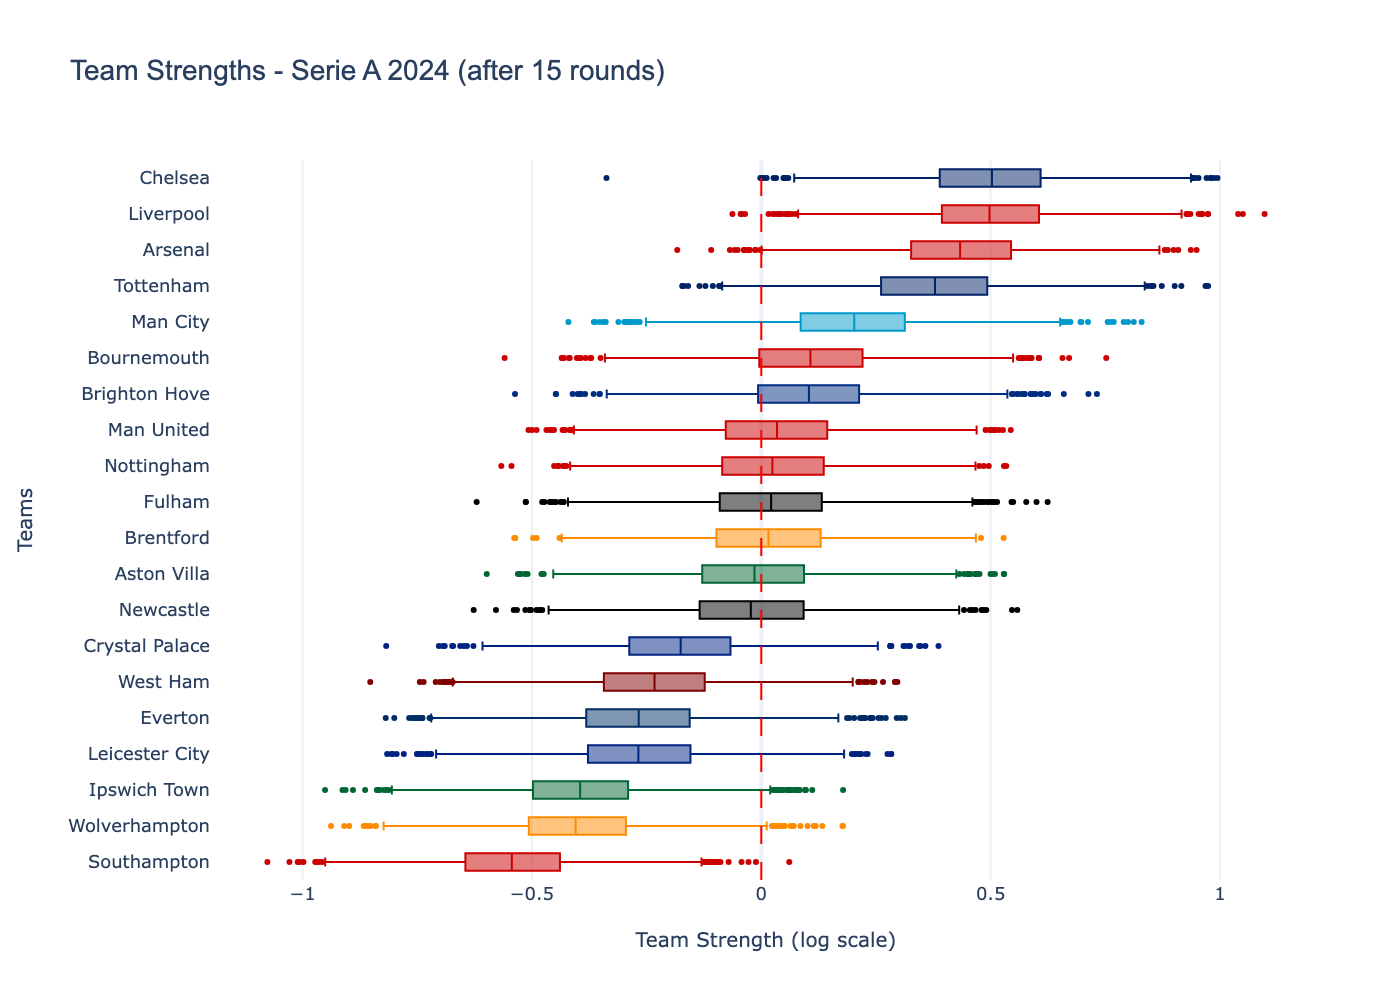 Team Strengths - Serie A 2024 (after 15 rounds)
Chelsea
Liverpool
Arsenal
Tottenham
Man City
Bournemouth
Brighton Hove
Man United
Nottingham
Fulham
Brentford
Aston Villa
Newcastle
Crystal Palace
West Ham
Everton
Leicester City
Ipswich Town
Wolverhampton
Southampton
Teams
−1 −0.5 0 0.5 1
Team Strength (log scale)